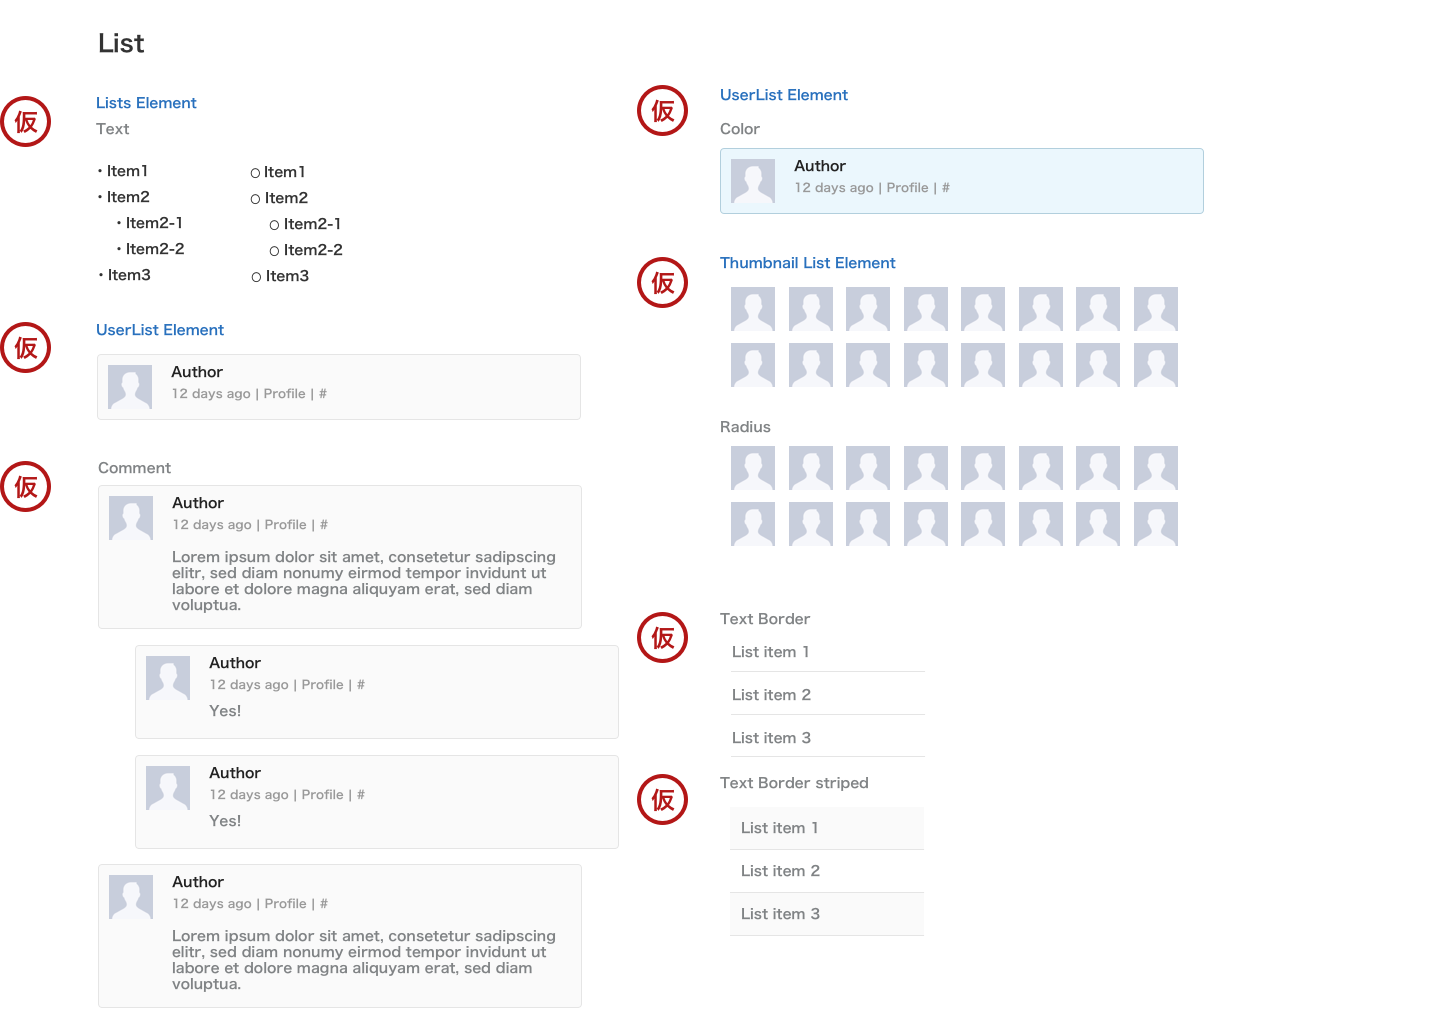 List
仮
Lists Element
Text
・Item1
・Item2
・Item2-1
・Item2-2
・Item3
○ Item1
○ Item2
○ Item2-1
○ Item2-2
○ Item3
仮
UserList Element
Author
12 days ago | Profile | #
仮
Comment
Author
12 days ago | Profile | #
Lorem ipsum dolor sit amet, consetetur sadipscing
elitr, sed diam nonumy eirmod tempor invidunt ut
labore et dolore magna aliquyam erat, sed diam
voluptua.
Author
12 days ago | Profile | #
Yes!
Author
12 days ago | Profile | #
Yes!
Author
12 days ago | Profile | #
Lorem ipsum dolor sit amet, consetetur sadipscing
elitr, sed diam nonumy eirmod tempor invidunt ut
labore et dolore magna aliquyam erat, sed diam
voluptua.
仮
UserList Element
Color
Author
12 days ago | Profile | #
仮
Thumbnail List Element
Radius
仮
Text Border
List item 1
List item 2
List item 3
仮
Text Border striped
List item 1
List item 2
List item 3